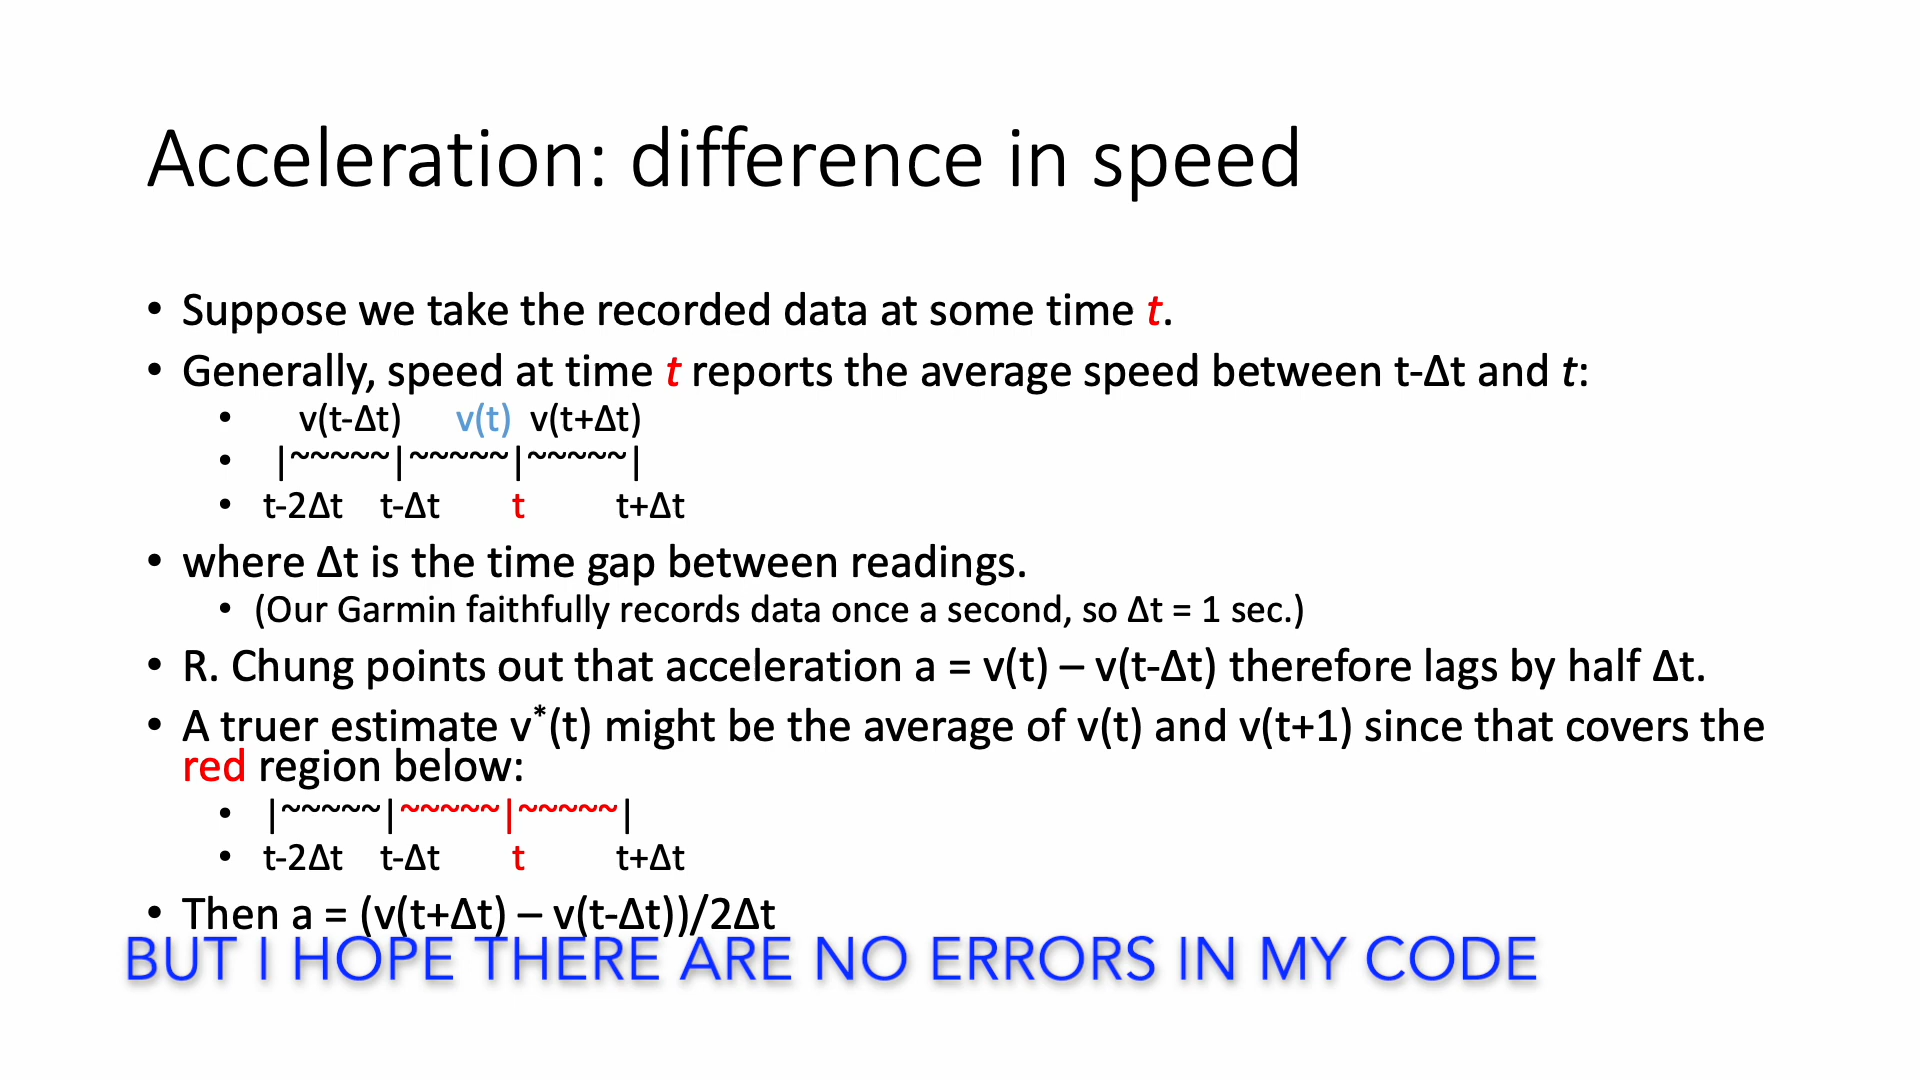 Acceleration: difference in speed
• Suppose we take the recorded data at some time t.
• Generally, speed at time t reports the average speed between t-Δt and t:
• v(t-Δt) v(t) v(t+Δt)
• |~~~~~|~~~~~|~~~~~|
• t-2Δt t-Δt t t+Δt
• where Δt is the time gap between readings.
• (Our Garmin faithfully records data once a second, so Δt = 1 sec.)
• R. Chung points out that acceleration a = v(t) – v(t-Δt) therefore lags by half Δt.
• A truer estimate v*(t) might be the average of v(t) and v(t+1) since that covers the
red region below:
• |~~~~~|~~~~~|~~~~~|
• t-2Δt t-Δt t t+Δt
• Then a = (v(t+Δt) – v(t-Δt))/2Δt
BUT I HOPE THERE ARE NO ERRORS IN MY CODE